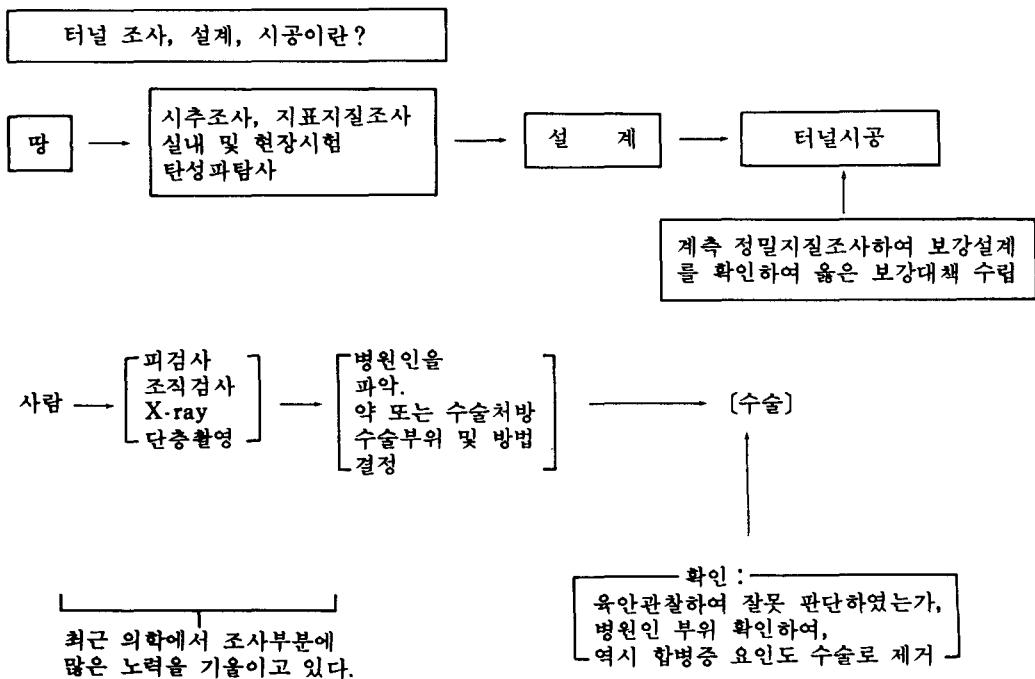 터널 조사, 설계, 시공이란?
땅
시추조사, 지표지질조사
실내 및 현장시험
탄성파탐사
설 계
터널시공
계측 정밀지질조사하여 보강설계
를 확인하여 옳은 보강대책 수립
사람
피검사
조직검사
X-ray
단층촬영
병원인을
파악.
약 또는 수술처방
수술부위 및 방법
결정
[수술]
확인 :
육안관찰하여 잘못 판단하였는가,
병원인 부위 확인하여,
역시 합병증 요인도 수술로 제거
최근 의학에서 조사부분에
많은 노력을 기울이고 있다.